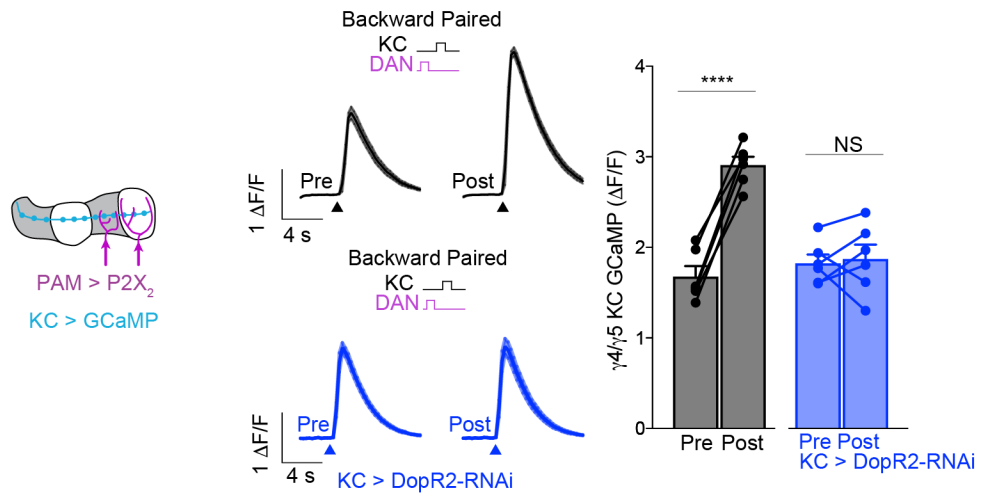 PAM > P2X2
KC > GCaMP
Backward Paired
KC
DAN
Pre
Post
1 ΔF/F
4 s
Backward Paired
KC
DAN
Pre
Post
1 ΔF/F
4 s
KC > DopR2-RNAi
γ4/γ5 KC GCaMP (ΔF/F)
4
3
2
1
0
****
NS
Pre Post
Pre Post
KC > DopR2-RNAi